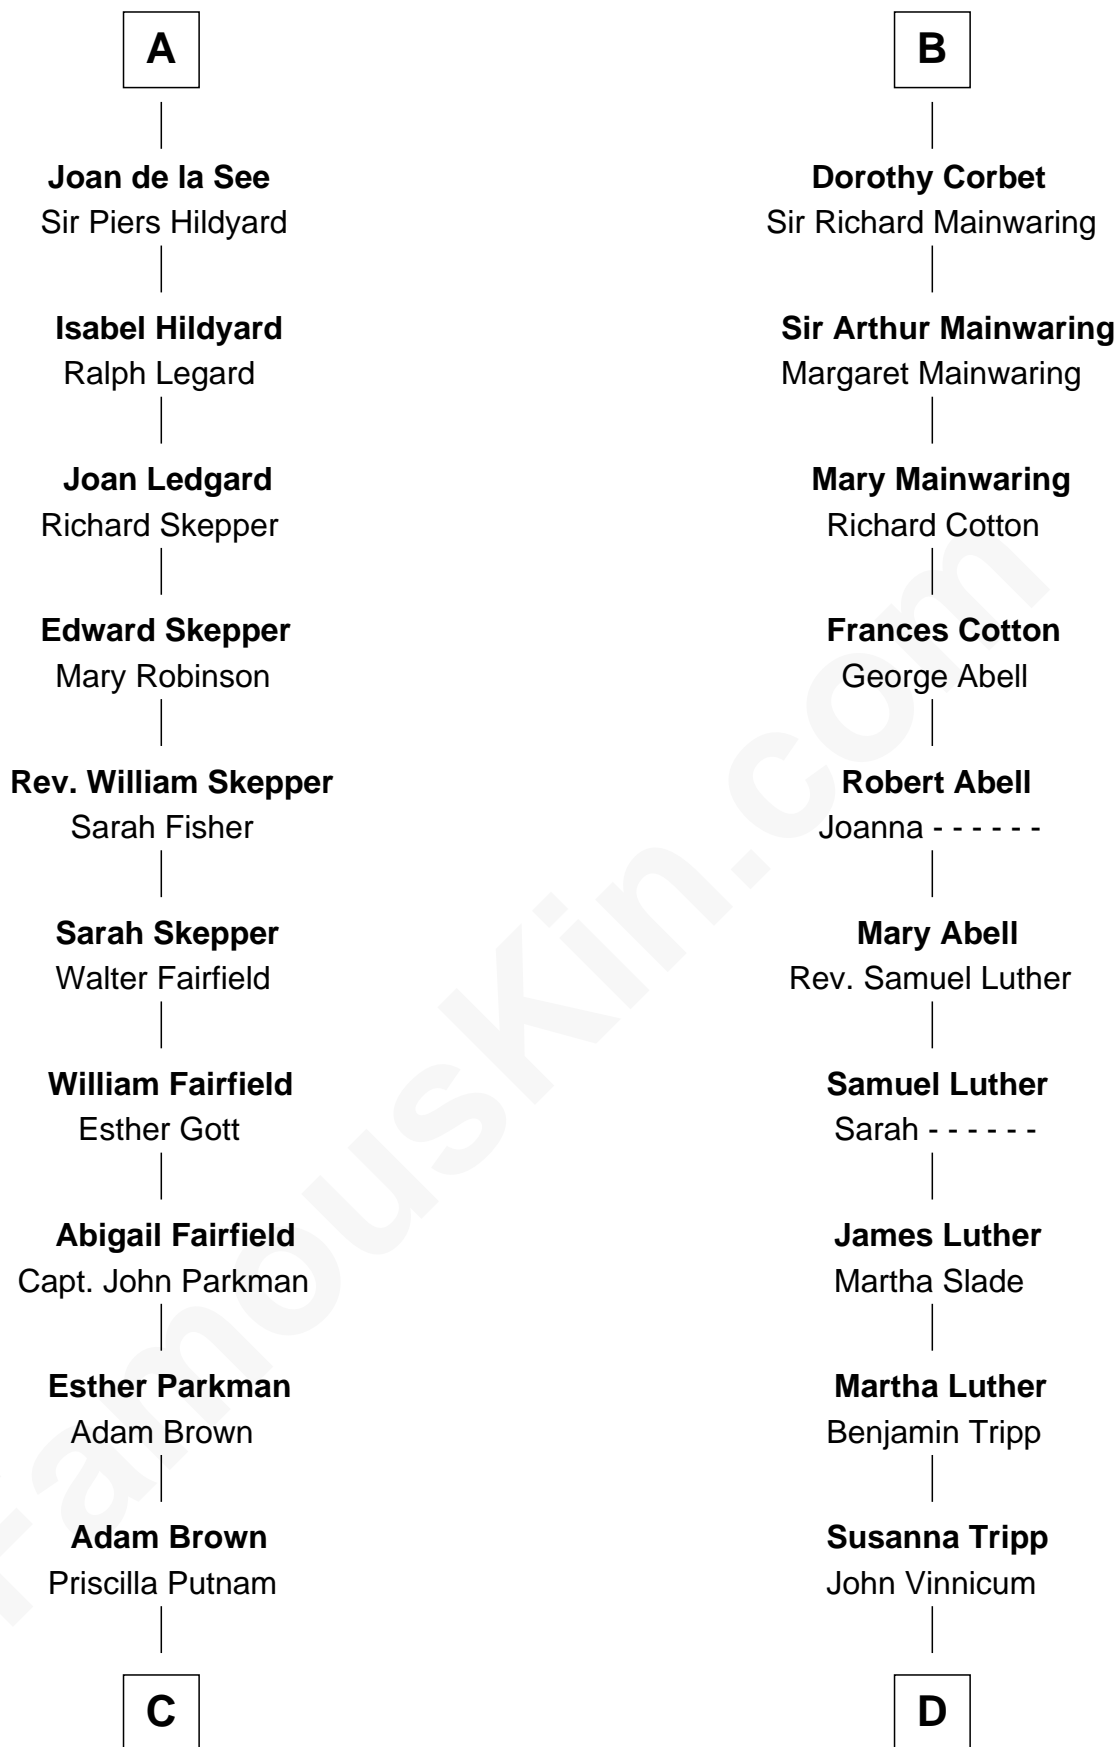 A
Joan de la See
Sir Piers Hildyard
Isabel Hildyard
Ralph Legard
Joan Ledgard
Richard Skepper
Edward Skepper
Mary Robinson
Rev. William Skepper
Sarah Fisher
Sarah Skepper
Walter Fairfield
William Fairfield
Esther Gott
Abigail Fairfield
Capt. John Parkman
Esther Parkman
Adam Brown
Adam Brown
Priscilla Putnam
C
B
Dorothy Corbet
Sir Richard Mainwaring
Sir Arthur Mainwaring
Margaret Mainwaring
Mary Mainwaring
Richard Cotton
Frances Cotton
George Abell
Robert Abell
Joanna - - - - - -
Mary Abell
Rev. Samuel Luther
Samuel Luther
Sarah - - - - - -
James Luther
Martha Slade
Martha Luther
Benjamin Tripp
Susanna Tripp
John Vinnicum
D
FamousKin.com